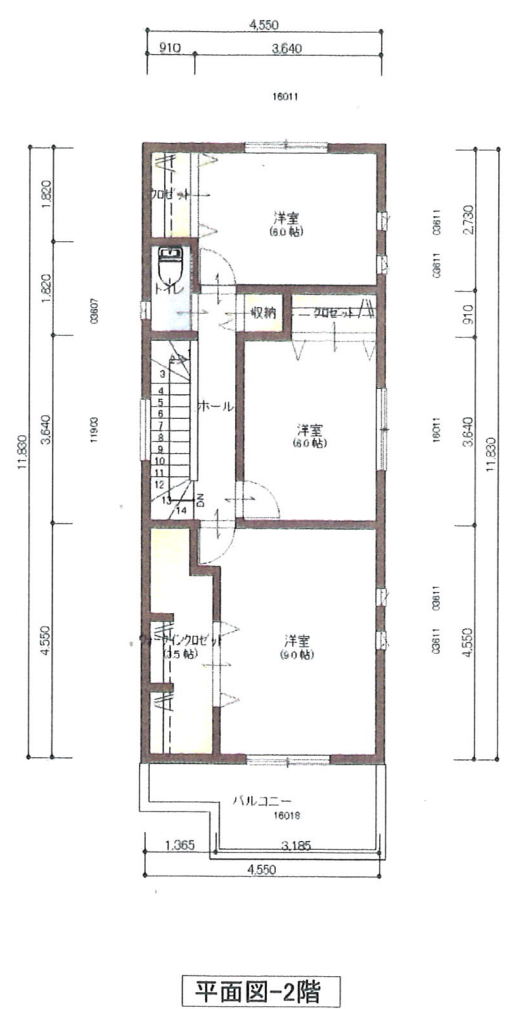 4,550
910
3,640
16011
クロゼット
洋室
(6.0 帖)
トイレ
収納
クロゼット
ホール
洋室
(6.0 帖)
3
4
5
6
7
8
9
10
11
12
13
14
DN
ウォークインクロゼット
(3.5 帖)
洋室
(9.0 帖)
バルコニー
16018
1,365
3,185
4,550
11,830
1,820
1,820
3,640
4,550
03607
11903
03611
03611
16011
03611
03611
2,730
910
3,640
4,550
11,830
平面図-2階